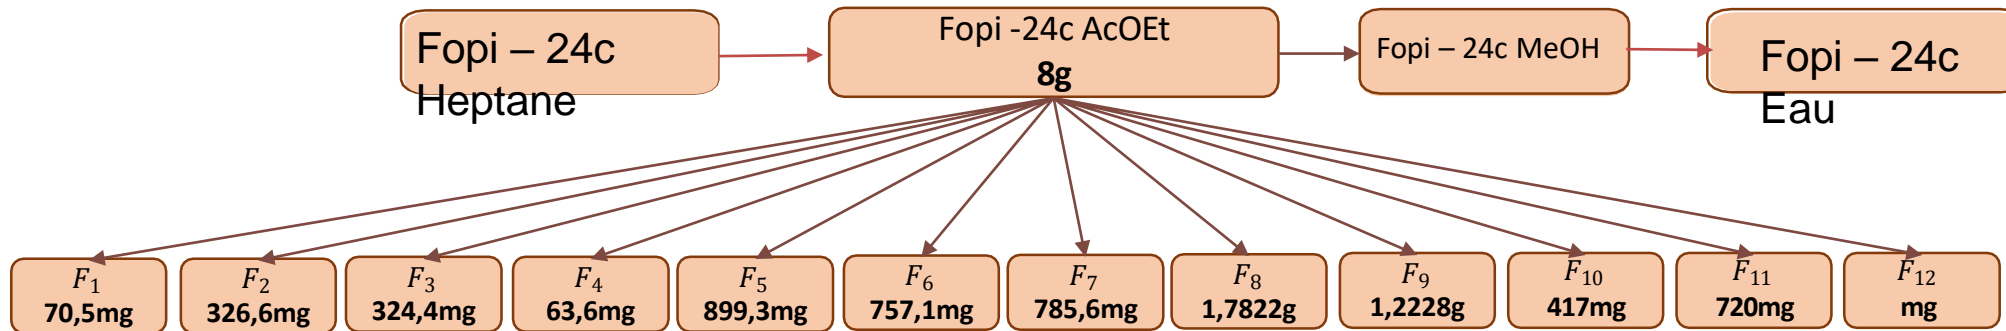 Fopi – 24c
Heptane
Fopi -24c AcOEt
8g
Fopi – 24c MeOH
Fopi – 24c
Eau
F₁
70,5mg
F₂
326,6mg
F₃
324,4mg
F₄
63,6mg
F₅
899,3mg
F₆
757,1mg
F₇
785,6mg
F₈
1,7822g
F₉
1,2228g
F₁₀
417mg
F₁₁
720mg
F₁₂
mg